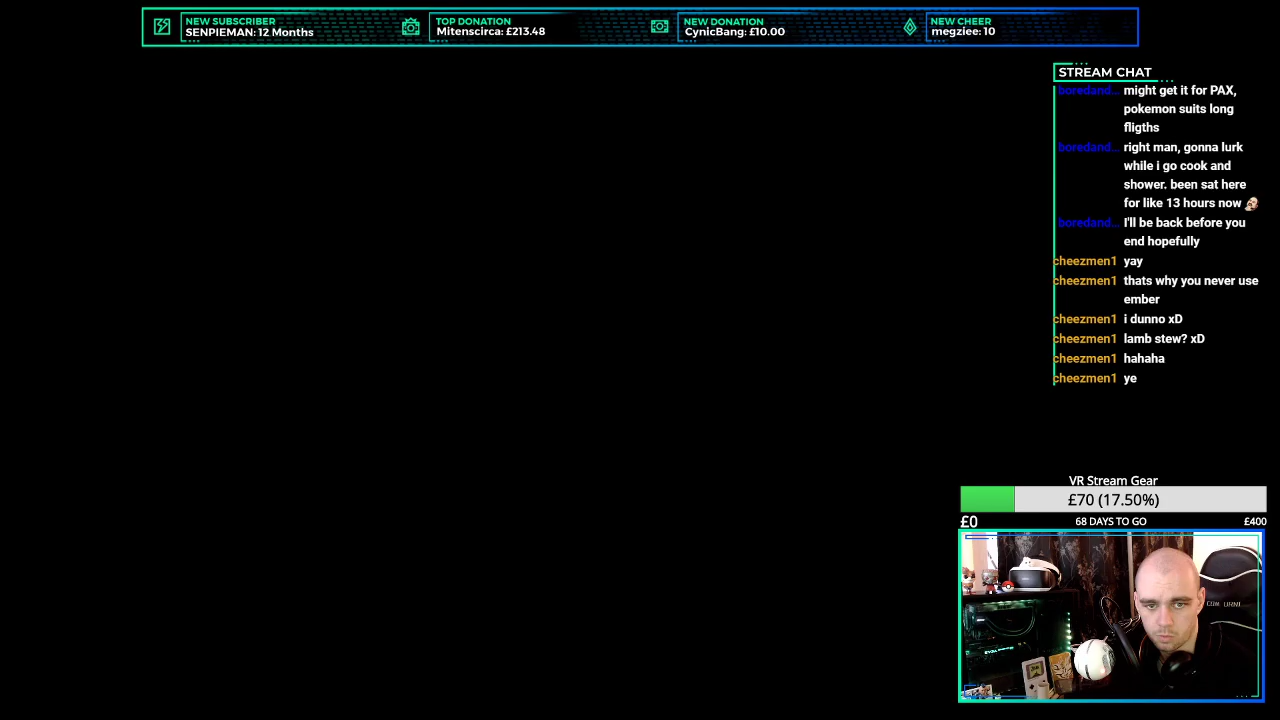 NEW SUBSCRIBER
SENPIEMAN: 12 Months
TOP DONATION
Mitenscirca: £213.48
NEW DONATION
CynicBang: £10.00
NEW CHEER
megziee: 10
STREAM CHAT
boredand... might get it for PAX,
pokemon suits long
fligths
boredand... right man, gonna lurk
while i go cook and
shower. been sat here
for like 13 hours now
boredand... I'll be back before you
end hopefully
cheezmen1 yay
cheezmen1 thats why you never use
ember
cheezmen1 i dunno xD
cheezmen1 lamb stew? xD
cheezmen1 hahaha
cheezmen1 ye
VR Stream Gear
£70 (17.50%)
£0 68 DAYS TO GO £400